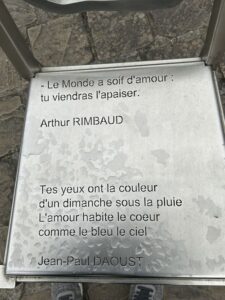 - Le Monde a soif d'amour :
tu viendras l'apaiser.
Arthur RIMBAUD
Tes yeux ont la couleur
d'un dimanche sous la pluie
L'amour habite le coeur
comme le bleu le ciel
Jean-Paul DAOUST